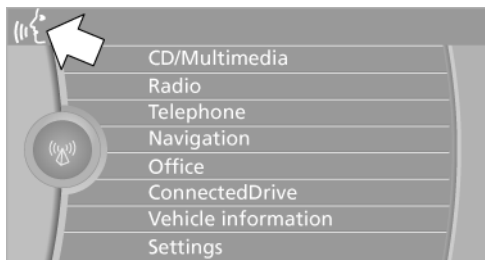 CD/Multimedia
Radio
Telephone
Navigation
Office
ConnectedDrive
Vehicle information
Settings